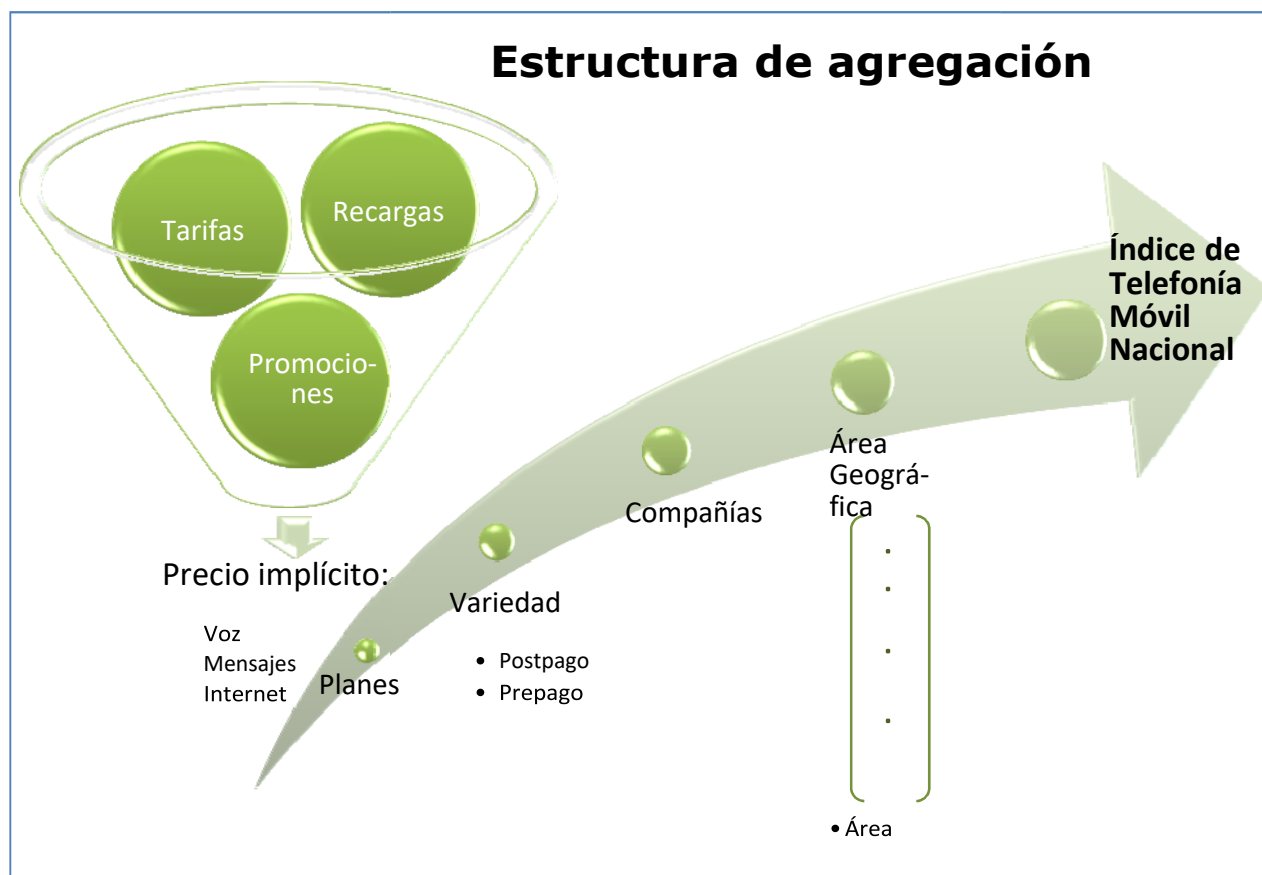 Estructura de agregación
Tarifas
Recargas
Promocio-
nes
Precio implícito:
Voz
Mensajes
Internet
Planes
Variedad
• Postpago
• Prepago
Compañías
Área
Geográ-
fica
• Área
Índice de
Telefonía
Móvil
Nacional